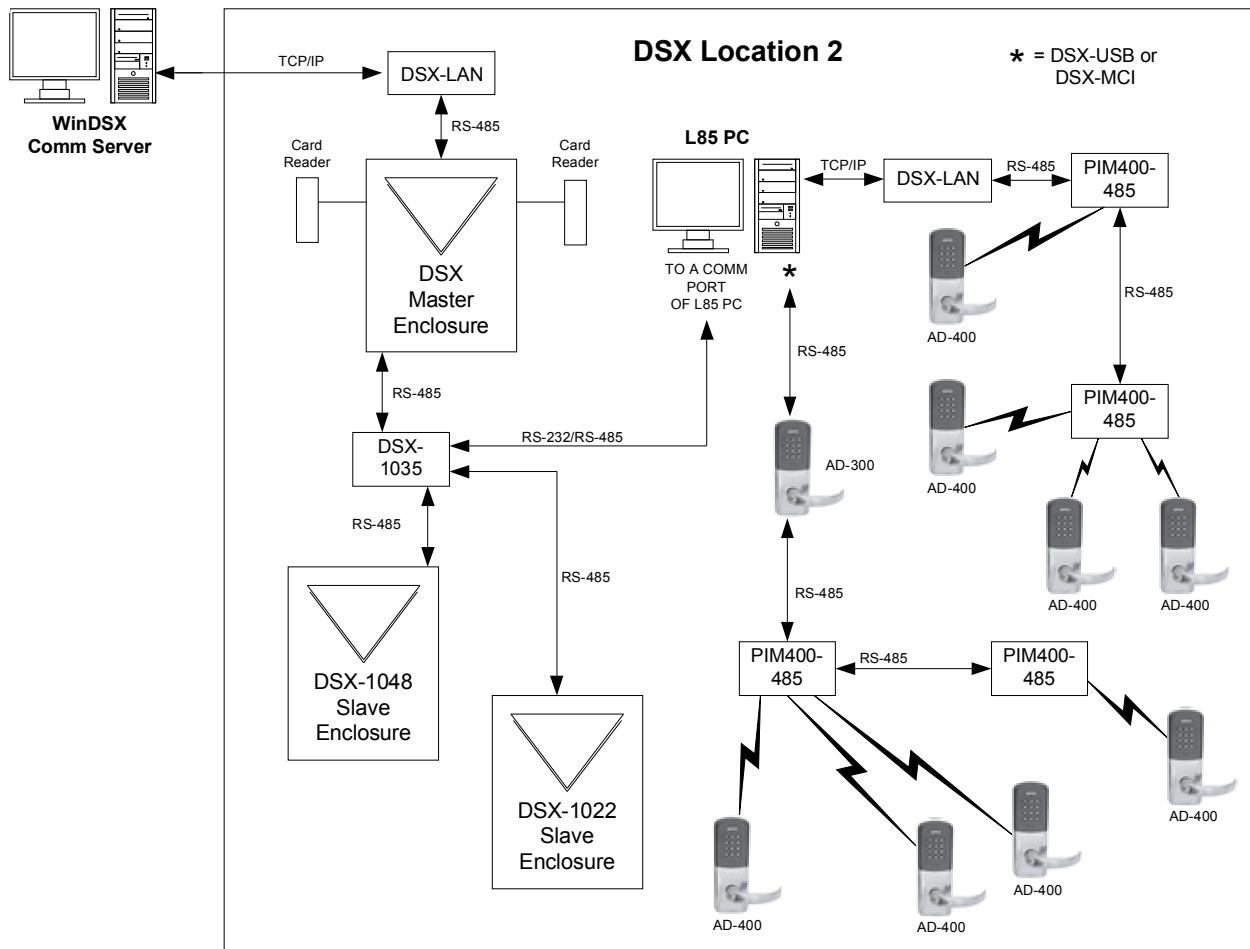 DSX Location 2
* = DSX-USB or
DSX-MCI
WinDSX
Comm Server
TCP/IP
DSX-LAN
RS-485
Card
Reader
Card
Reader
DSX
Master
Enclosure
RS-485
DSX-
1035
RS-232/RS-485
RS-485
RS-485
DSX-1048
Slave
Enclosure
DSX-1022
Slave
Enclosure
L85 PC
TO A COMM
PORT
OF L85 PC
*
TCP/IP
DSX-LAN
RS-485
PIM400-
485
AD-400
RS-485
PIM400-
485
AD-400
AD-400
AD-400
RS-485
AD-300
RS-485
PIM400-
485
RS-485
PIM400-
485
AD-400
AD-400
AD-400
AD-400